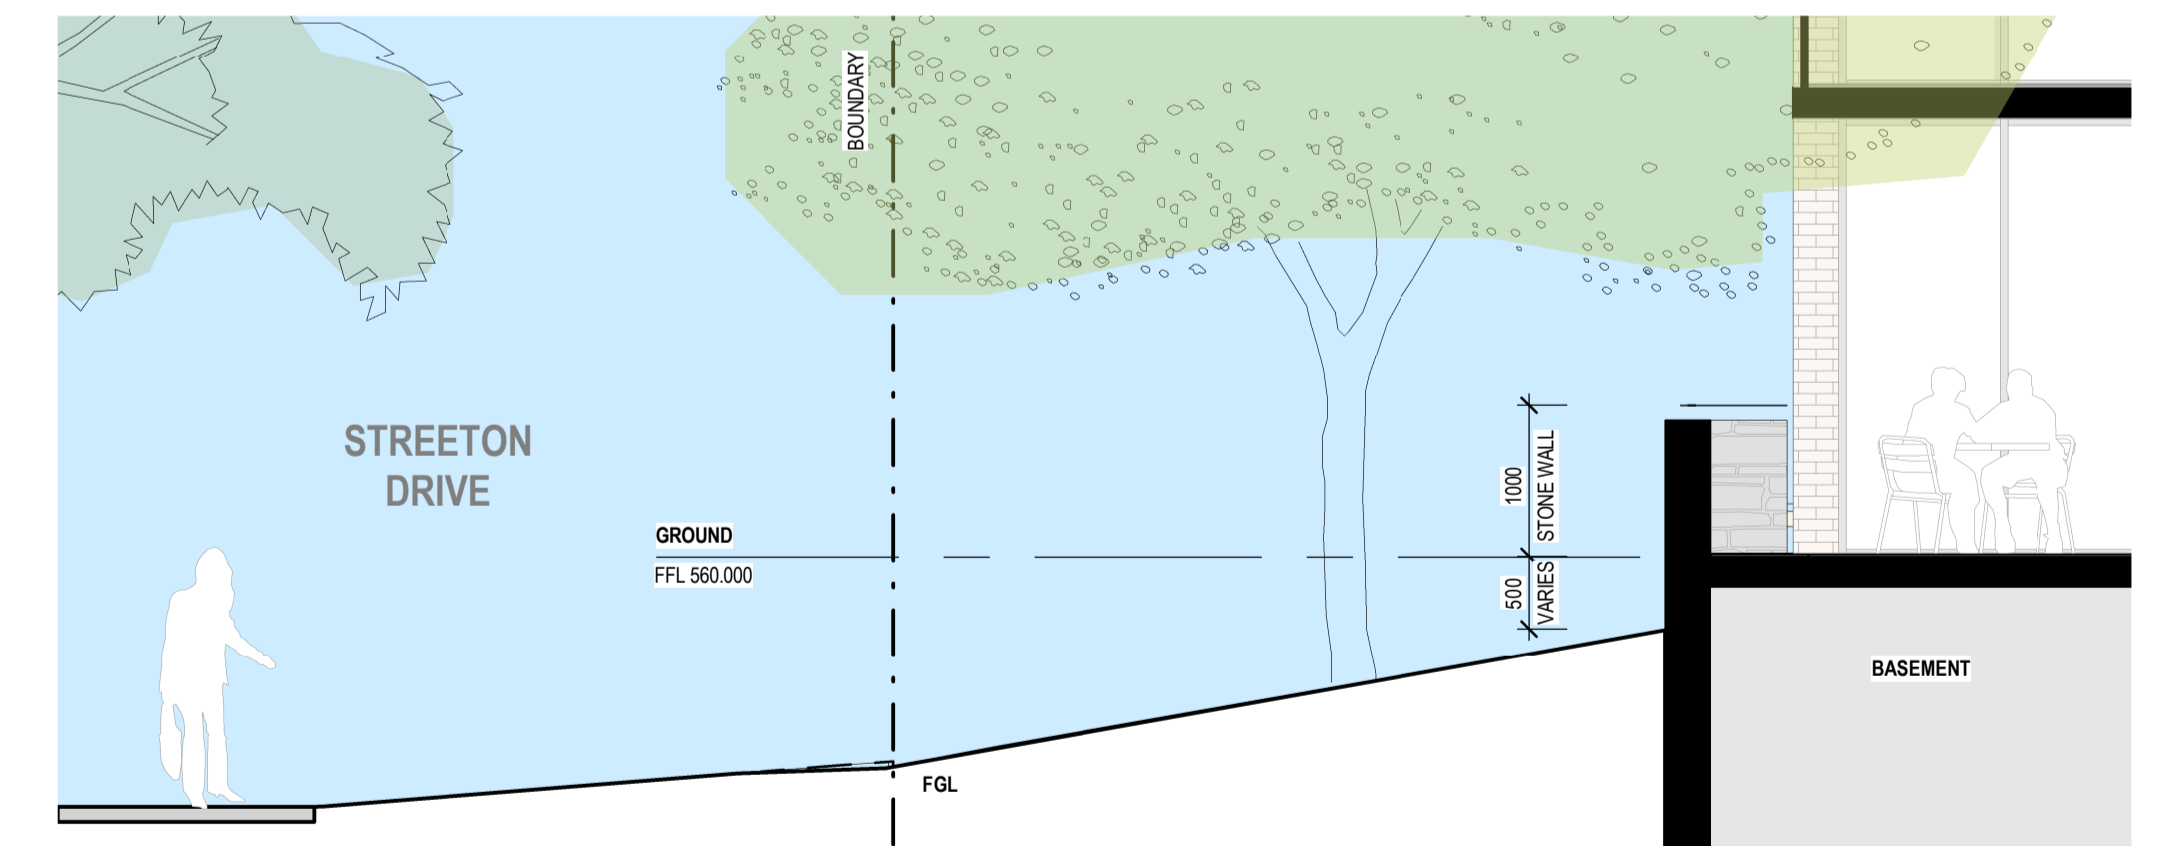 BOUNDARY
STREETON
DRIVE
GROUND
FFL 560.000
1000
STONE WALL
500
VARIES
BASEMENT
FGL